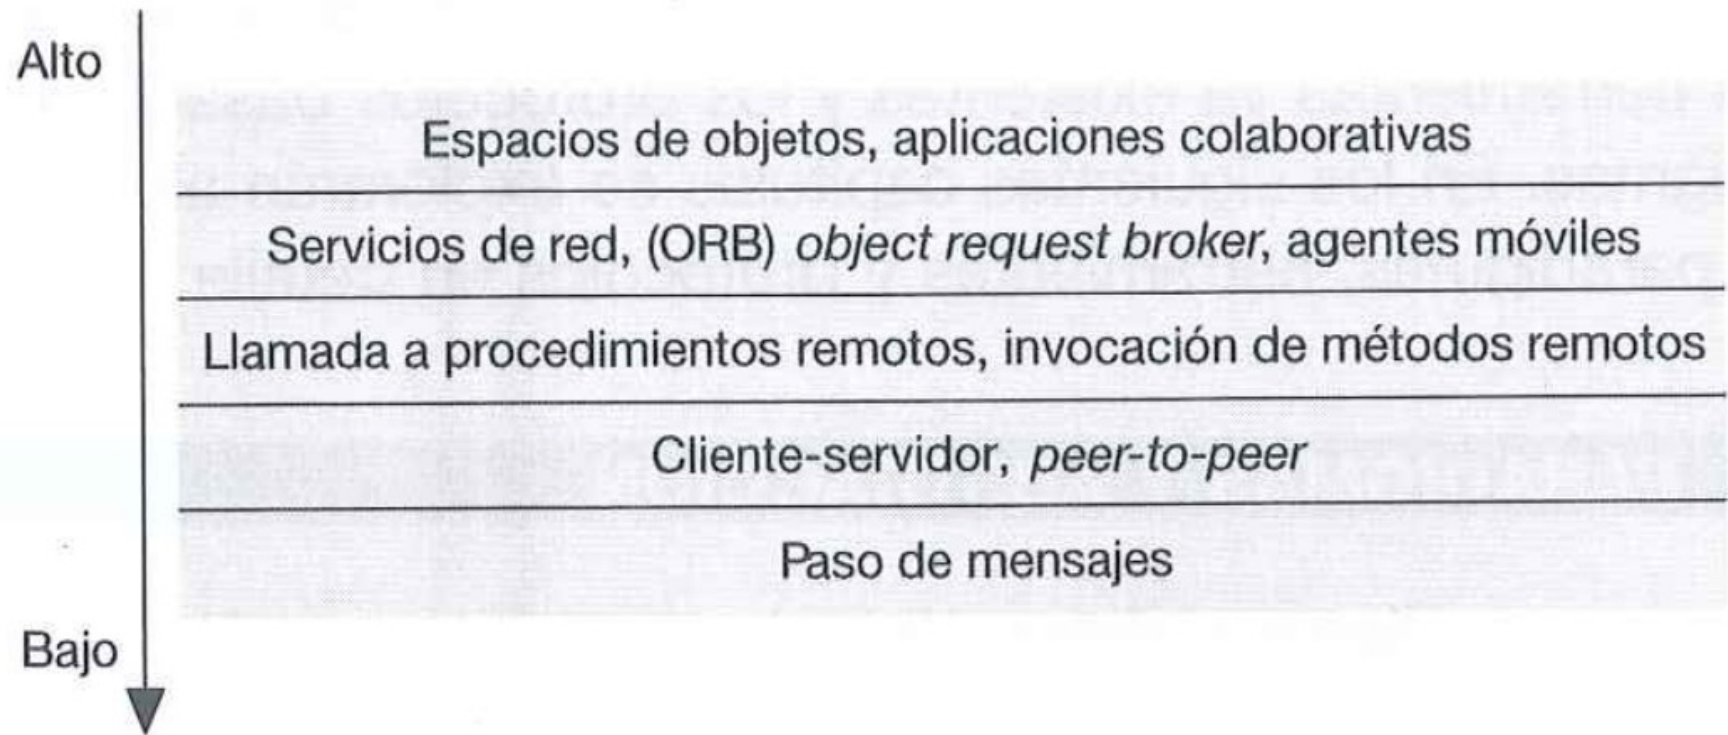 Alto
Espacios de objetos, aplicaciones colaborativas
Servicios de red, (ORB) object request broker, agentes móviles
Llamada a procedimientos remotos, invocación de métodos remotos
Cliente-servidor, peer-to-peer
Paso de mensajes
Bajo